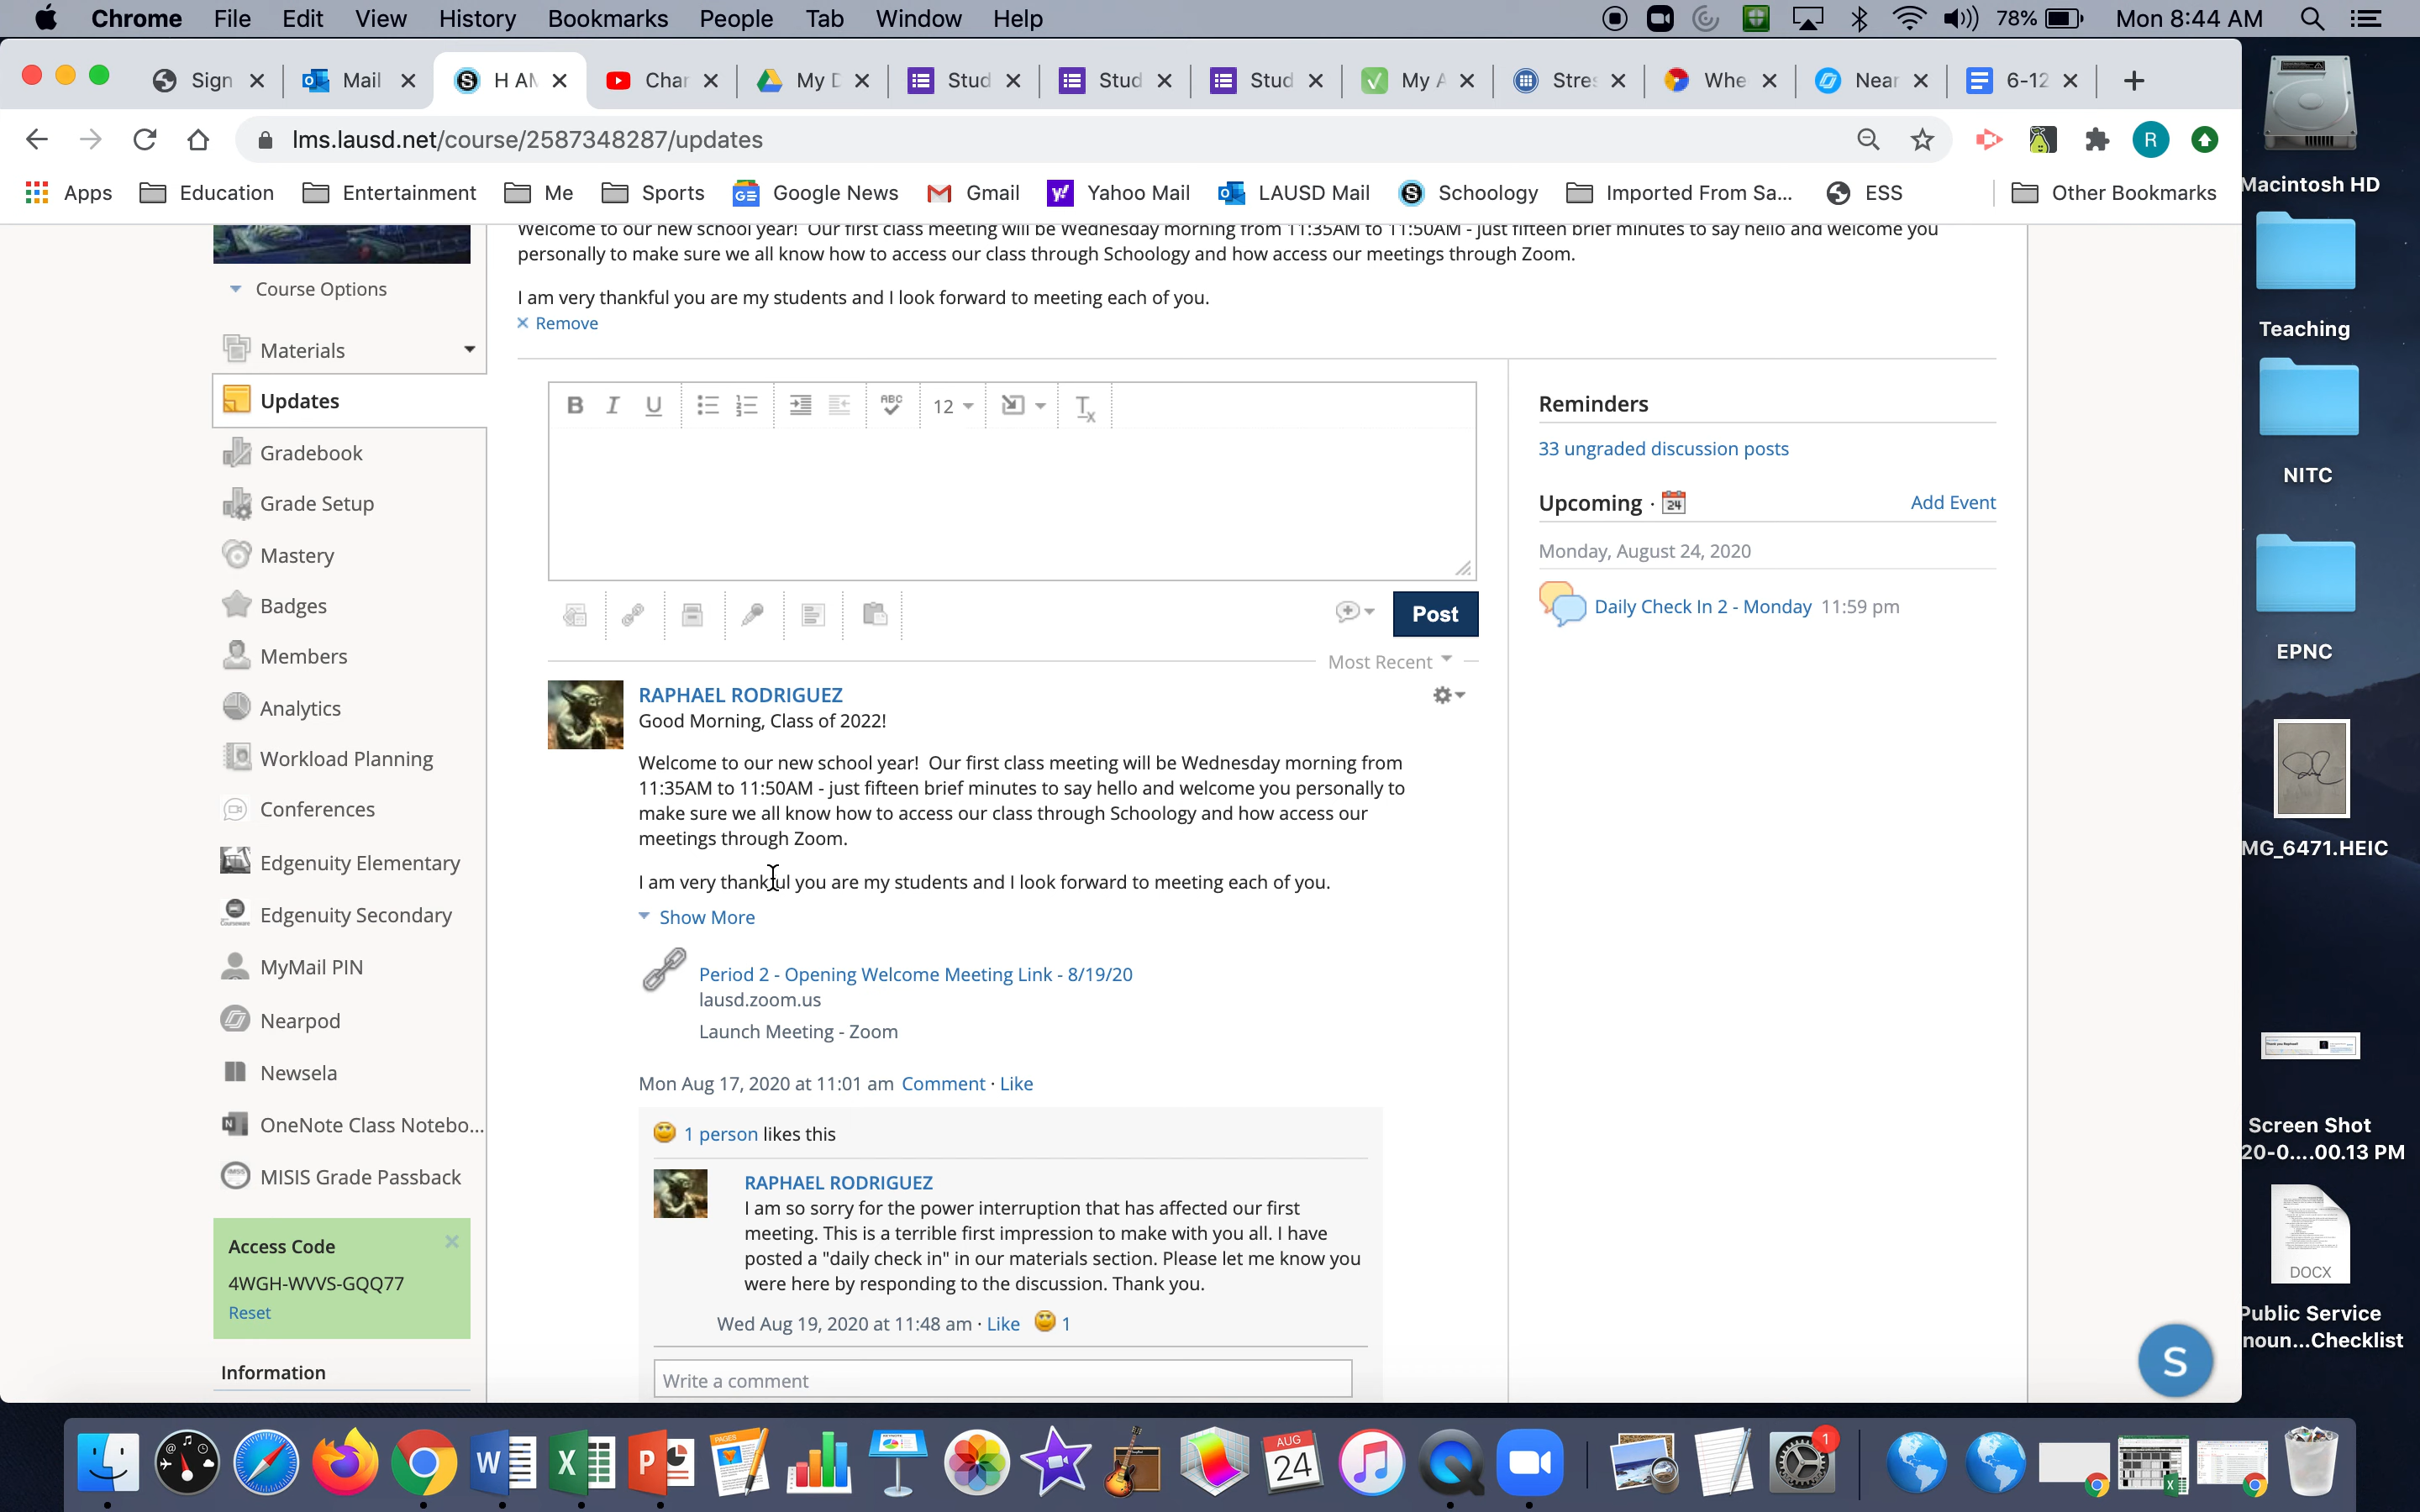 Chrome File Edit View History Bookmarks People Tab Window Help 78% Mon 8:44 AM
Sign Mail H AM Char My D Stud Stud Stud My A Stres Whe Near 6-12
lms.lausd.net/course/2587348287/updates
R
Apps Education Entertainment Me Sports Google News Gmail Yahoo Mail LAUSD Mail Schoology Imported From Sa... ESS Other Bookmarks
Welcome to our new school year! Our first class meeting will be Wednesday morning from 11:35AM to 11:50AM - just fifteen brief minutes to say hello and welcome you
personally to make sure we all know how to access our class through Schoology and how access our meetings through Zoom.
I am very thankful you are my students and I look forward to meeting each of you.
Remove
Course Options
Materials
Updates
Gradebook
Grade Setup
Mastery
Badges
Members
Analytics
Workload Planning
Conferences
Edgenuity Elementary
Edgenuity Secondary
MyMail PIN
Nearpod
Newsela
OneNote Class Notebo...
MISIS Grade Passback
Access Code
4WGH-WVVS-GQQ77
Reset
Information
B I U ABC 12 Tx
Post
Most Recent
RAPHAEL RODRIGUEZ
Good Morning, Class of 2022!
Welcome to our new school year! Our first class meeting will be Wednesday morning from
11:35AM to 11:50AM - just fifteen brief minutes to say hello and welcome you personally to
make sure we all know how to access our class through Schoology and how access our
meetings through Zoom.
I am very thankful you are my students and I look forward to meeting each of you.
Show More
Period 2 - Opening Welcome Meeting Link - 8/19/20
lausd.zoom.us
Launch Meeting - Zoom
Mon Aug 17, 2020 at 11:01 am Comment · Like
1 person likes this
RAPHAEL RODRIGUEZ
I am so sorry for the power interruption that has affected our first
meeting. This is a terrible first impression to make with you all. I have
posted a "daily check in" in our materials section. Please let me know you
were here by responding to the discussion. Thank you.
Wed Aug 19, 2020 at 11:48 am · Like 1
Write a comment
Reminders
33 ungraded discussion posts
Upcoming · 24 Add Event
Monday, August 24, 2020
Daily Check In 2 - Monday 11:59 pm
S
Macintosh HD
Teaching
NITC
EPNC
MG_6471.HEIC
Screen Shot
20-0....00.13 PM
DOCX
Public Service
noun...Checklist
W X P PAGES AUG 24 1